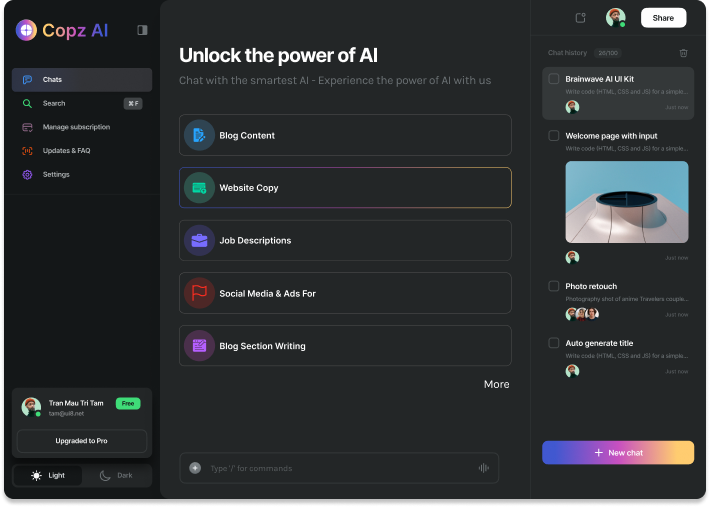 Copz AI
Chats
Search
⌘ F
Manage subscription
Updates & FAQ
Settings
Tran Mau Tri Tam
tam@ui8.net
Free
Upgraded to Pro
Light
Dark
Unlock the power of AI
Chat with the smartest AI - Experience the power of AI with us
Blog Content
Website Copy
Job Descriptions
Social Media & Ads For
Blog Section Writing
More
Type '/' for commands
Share
Chat history
26/100
Brainwave AI UI Kit
Write code (HTML, CSS and JS) for a simple...
Just now
Welcome page with input
Write code (HTML, CSS and JS) for a simple...
Just now
Photo retouch
Photography shot of anime Travelers couple...
Just now
Auto generate title
Write code (HTML, CSS and JS) for a simple...
Just now
New chat